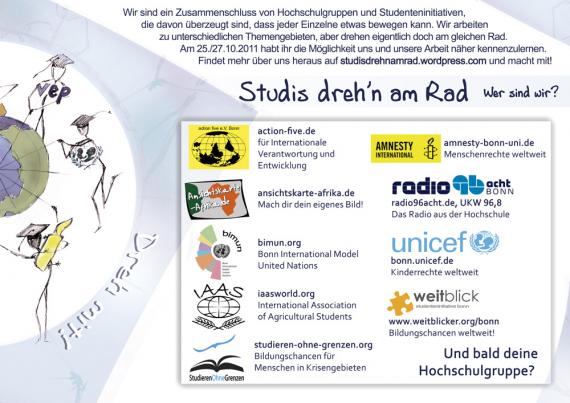 Wir sind ein Zusammenschluss von Hochschulgruppen und Studenteninitiativen,
die davon überzeugt sind, dass jeder Einzelne etwas bewegen kann. Wir arbeiten
zu unterschiedlichen Themengebieten, aber drehen eigentlich doch am gleichen Rad.
Am 25./27.10.2011 habt ihr die Möglichkeit uns und unsere Arbeit näher kennenzulernen.
Findet mehr über uns heraus auf studisdrehnamrad.wordpress.com und macht mit!
Studis dreh'n am Rad Wer sind wir?
vep
Dreh mit!
action five e.V. Bonn
action-five.de
für Internationale
Verantwortung und
Entwicklung
Ansichtskarte-
Afrika.de
ansichtskarte-afrika.de
Mach dir dein eigenes Bild!
bimun
bimun.org
Bonn International Model
United Nations
IAAS
iaasworld.org
International Association
of Agricultural Students
StudierenOhneGrenzen
studieren-ohne-grenzen.org
Bildungschancen für
Menschen in Krisengebieten
AMNESTY
INTERNATIONAL
amnesty-bonn-uni.de
Menschenrechte weltweit
radio 96 acht
BONN
radio96acht.de, UKW 96,8
Das Radio aus der Hochschule
unicef
bonn.unicef.de
Kinderrechte weltweit
weitblick
studenteninitiative bonn
www.weitblicker.org/bonn
Bildungschancen weltweit!
Und bald deine
Hochschulgruppe?